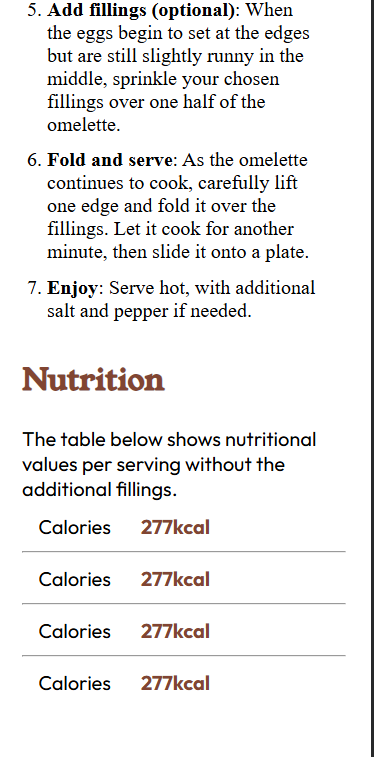 5. Add fillings (optional): When
the eggs begin to set at the edges
but are still slightly runny in the
middle, sprinkle your chosen
fillings over one half of the
omelette.
6. Fold and serve: As the omelette
continues to cook, carefully lift
one edge and fold it over the
fillings. Let it cook for another
minute, then slide it onto a plate.
7. Enjoy: Serve hot, with additional
salt and pepper if needed.
Nutrition
The table below shows nutritional
values per serving without the
additional fillings.
Calories 277kcal
Calories 277kcal
Calories 277kcal
Calories 277kcal